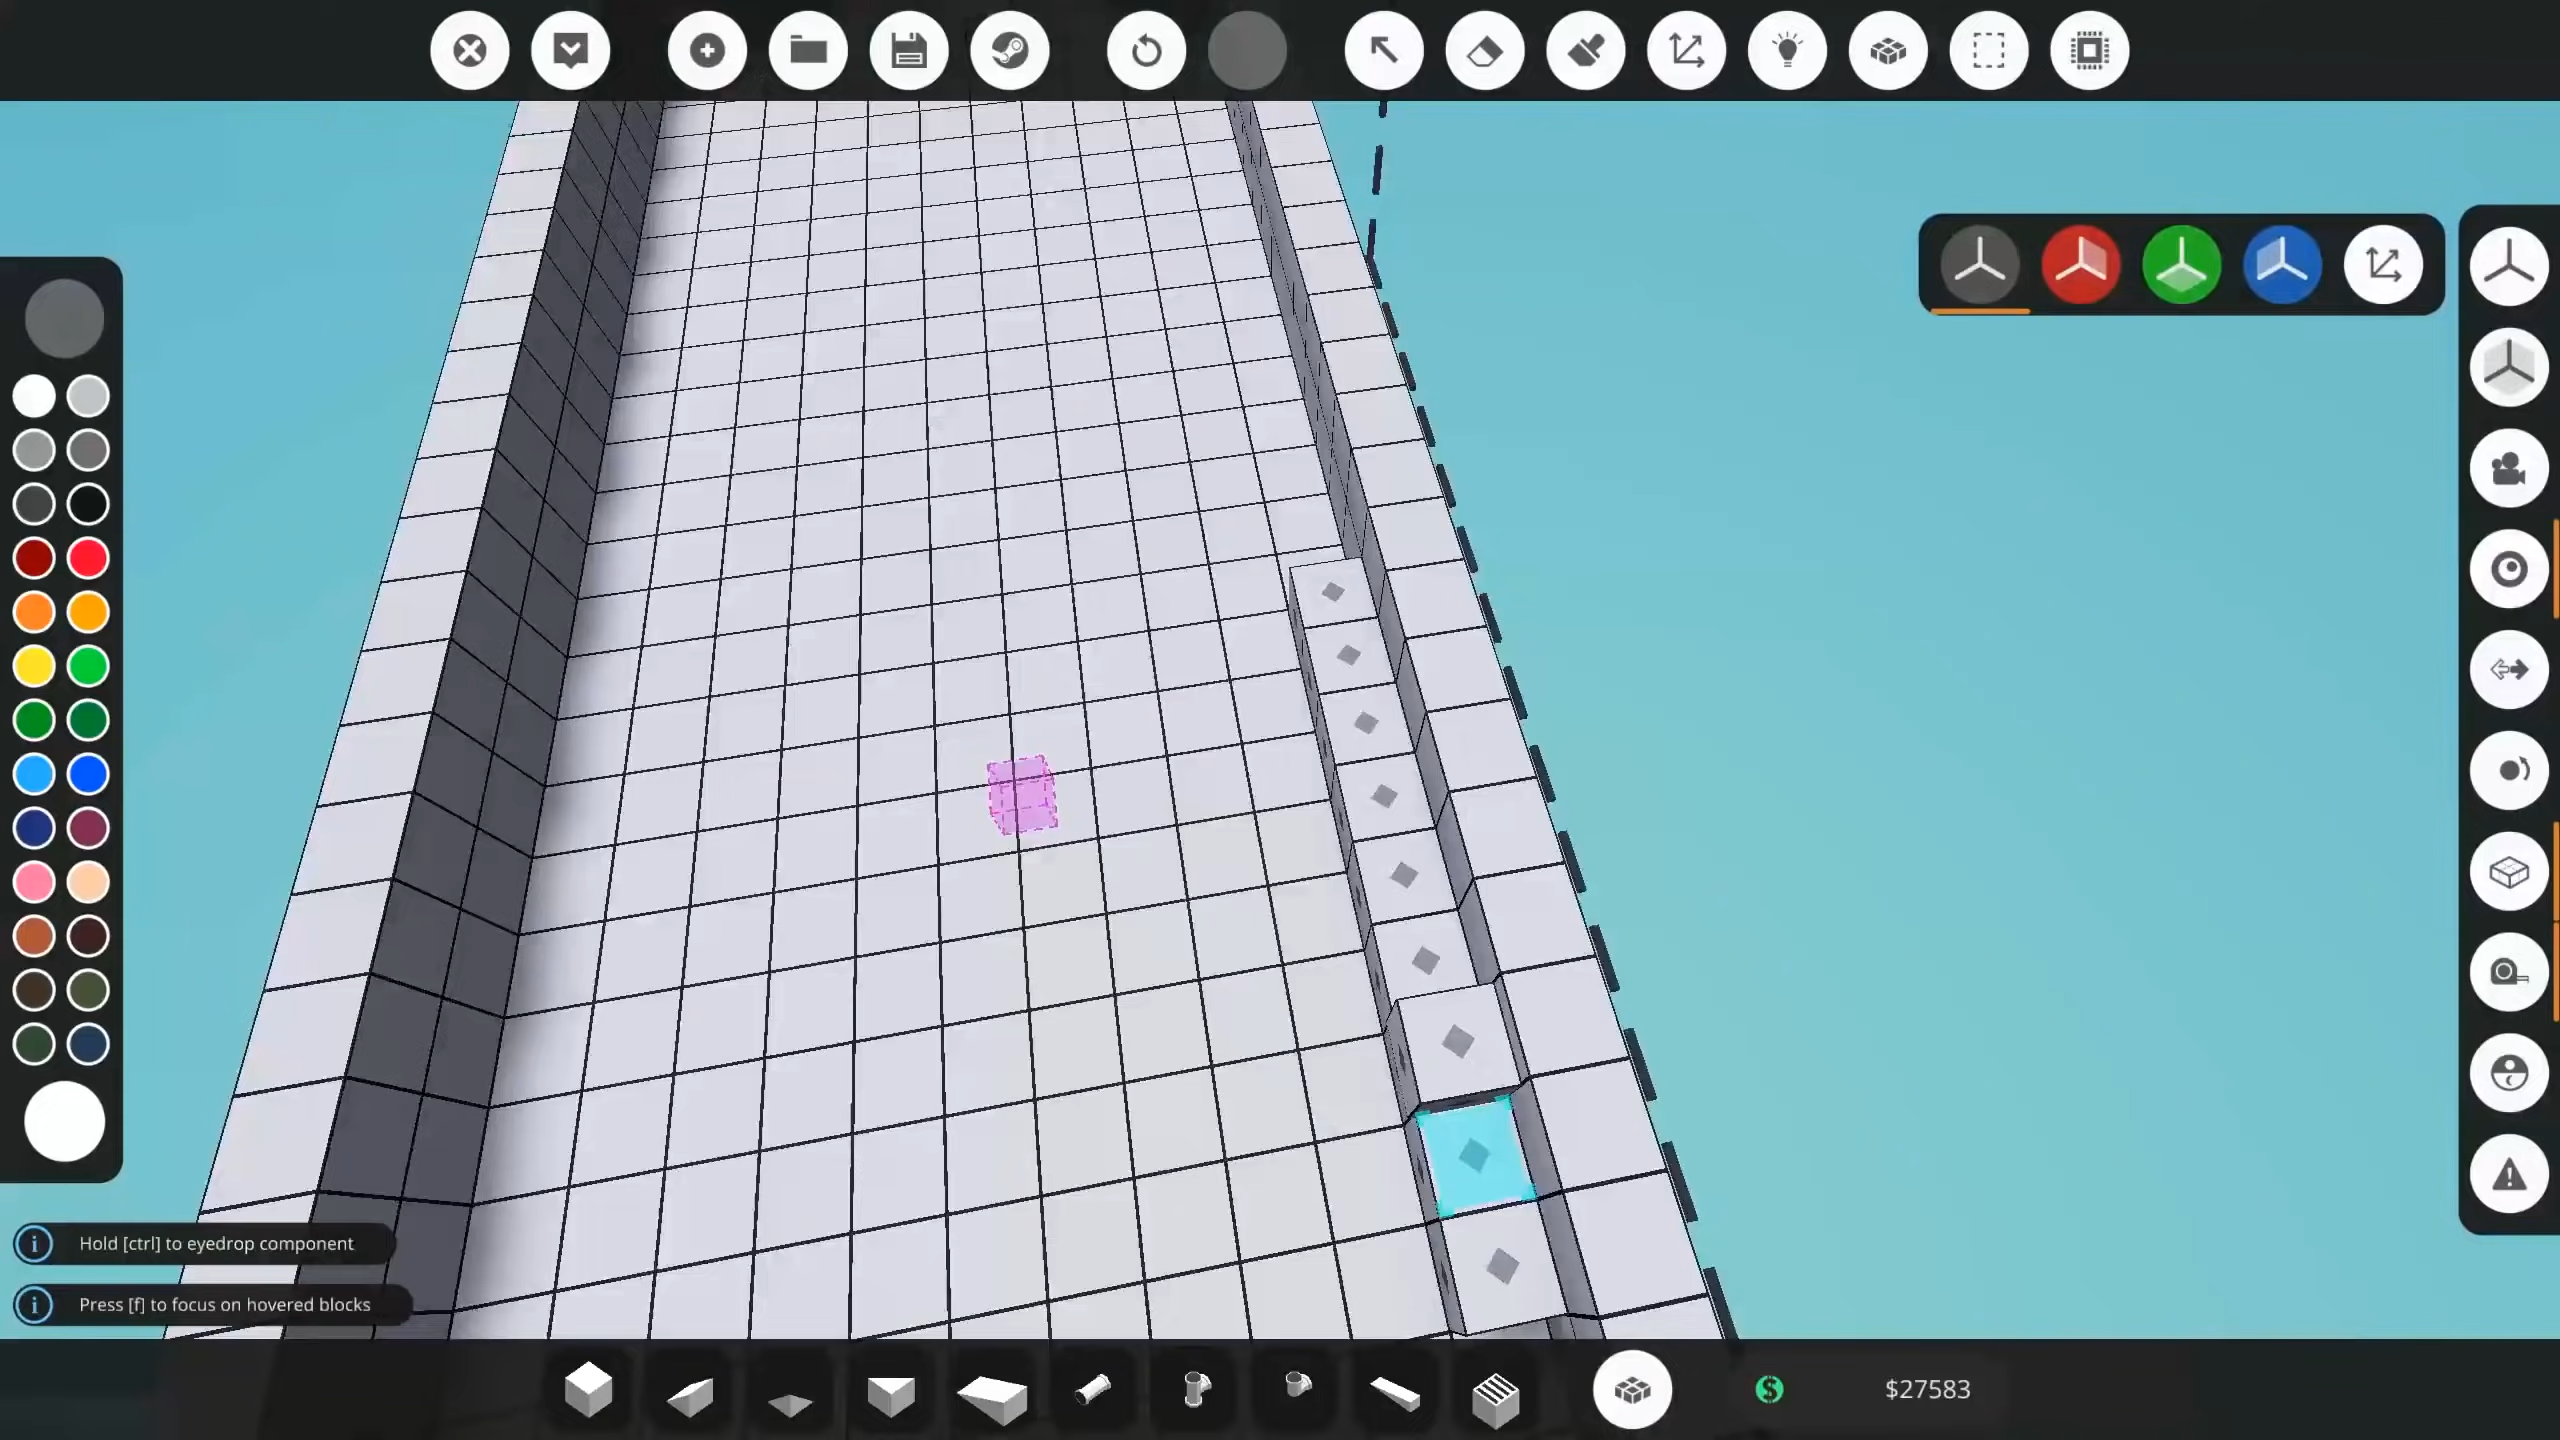 Hold [ctrl] to eyedrop component
Press [f] to focus on hovered blocks
$27583